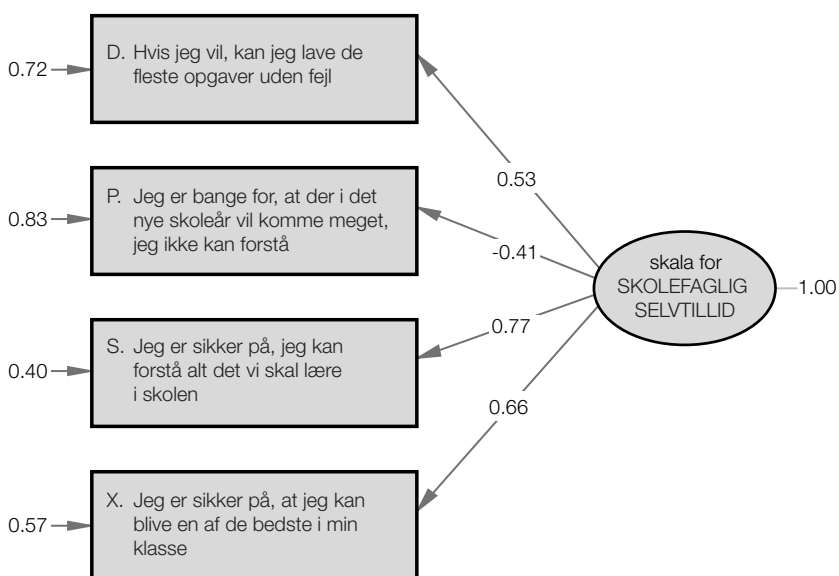 D. Hvis jeg vil, kan jeg lave de
fleste opgaver uden fejl
0.72
0.53
P. Jeg er bange for, at der i det
nye skoleår vil komme meget,
jeg ikke kan forstå
0.83
-0.41
skala for
SKOLEFAGLIG
SELVTILLID
1.00
S. Jeg er sikker på, jeg kan
forstå alt det vi skal lære
i skolen
0.40
0.77
0.66
X. Jeg er sikker på, at jeg kan
blive en af de bedste i min
klasse
0.57